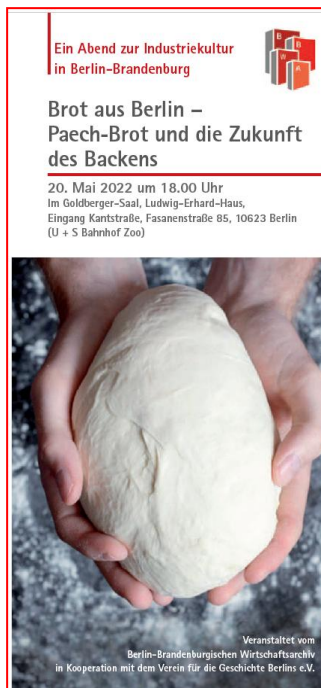 Ein Abend zur Industriekultur
in Berlin-Brandenburg
B
B
W
A
Brot aus Berlin –
Paech-Brot und die Zukunft
des Backens
20. Mai 2022 um 18.00 Uhr
Im Goldberger-Saal, Ludwig-Erhard-Haus,
Eingang Kantstraße, Fasanenstraße 85, 10623 Berlin
(U + S Bahnhof Zoo)
Veranstaltet vom
Berlin-Brandenburgischen Wirtschaftsarchiv
in Kooperation mit dem Verein für die Geschichte Berlins e.V.